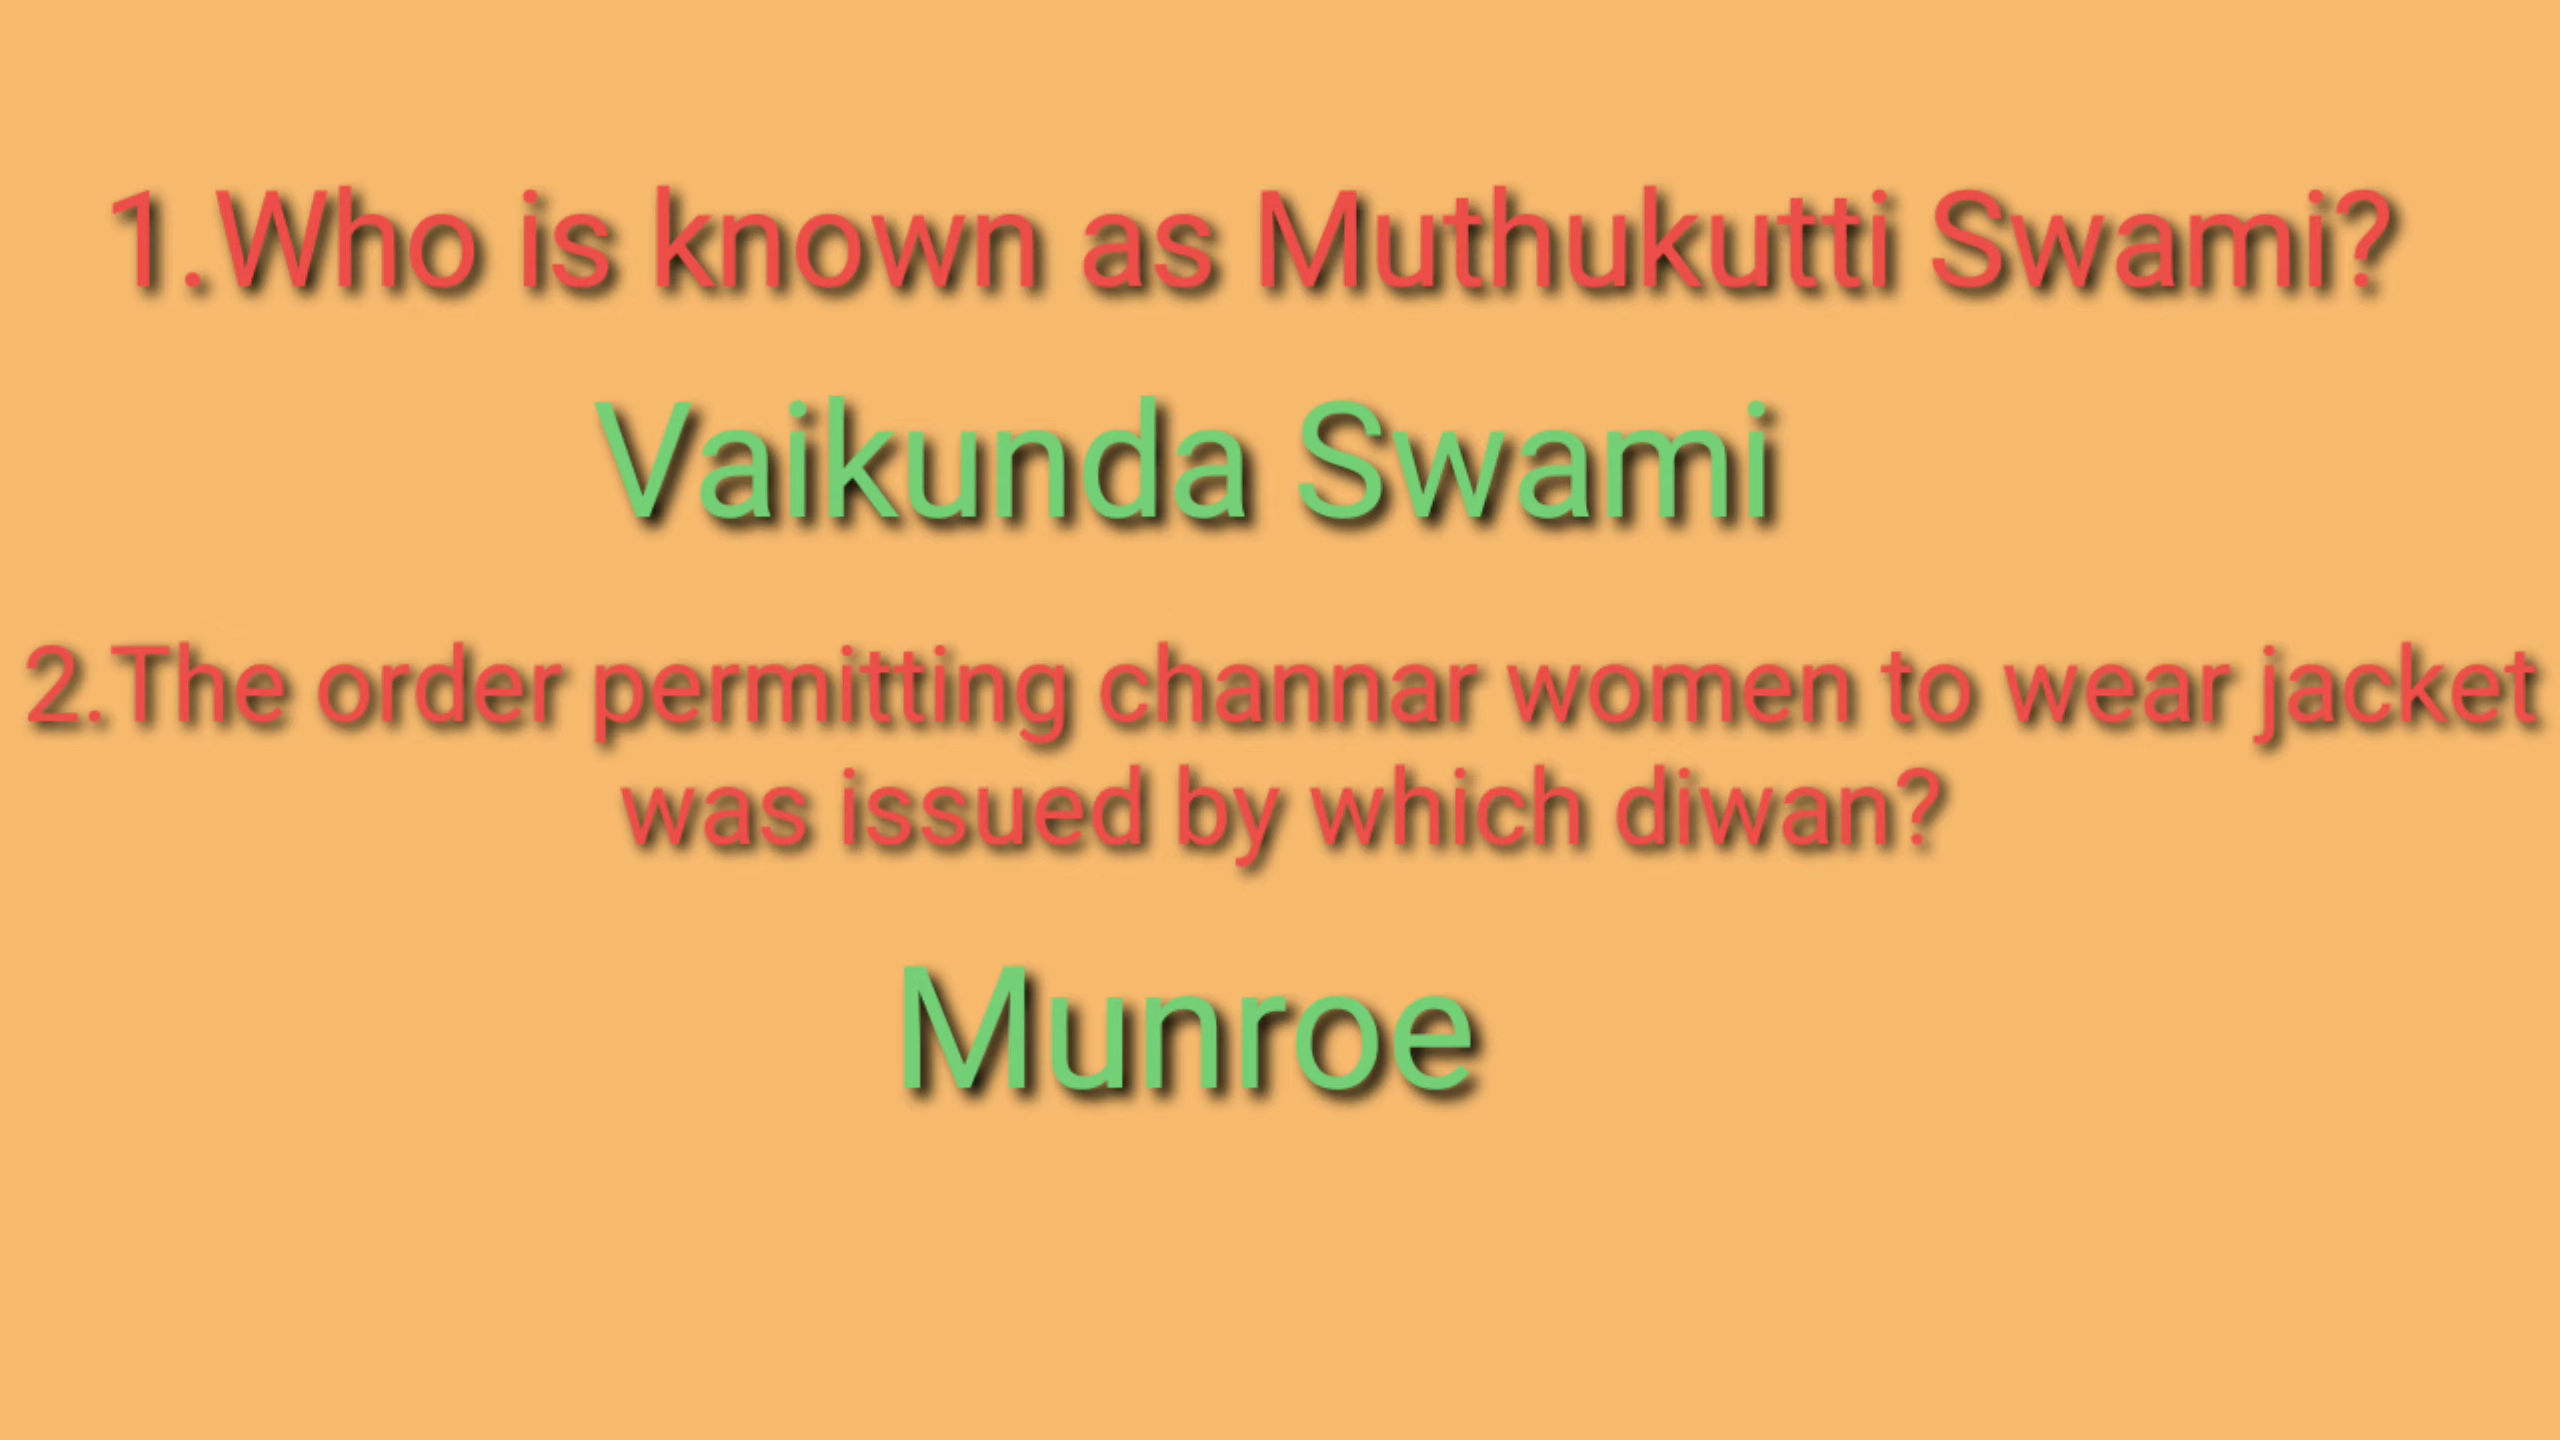 1.Who is known as Muthukutti Swami?
Vaikunda Swami
2.The order permitting channar women to wear jacket
was issued by which diwan?
Munroe